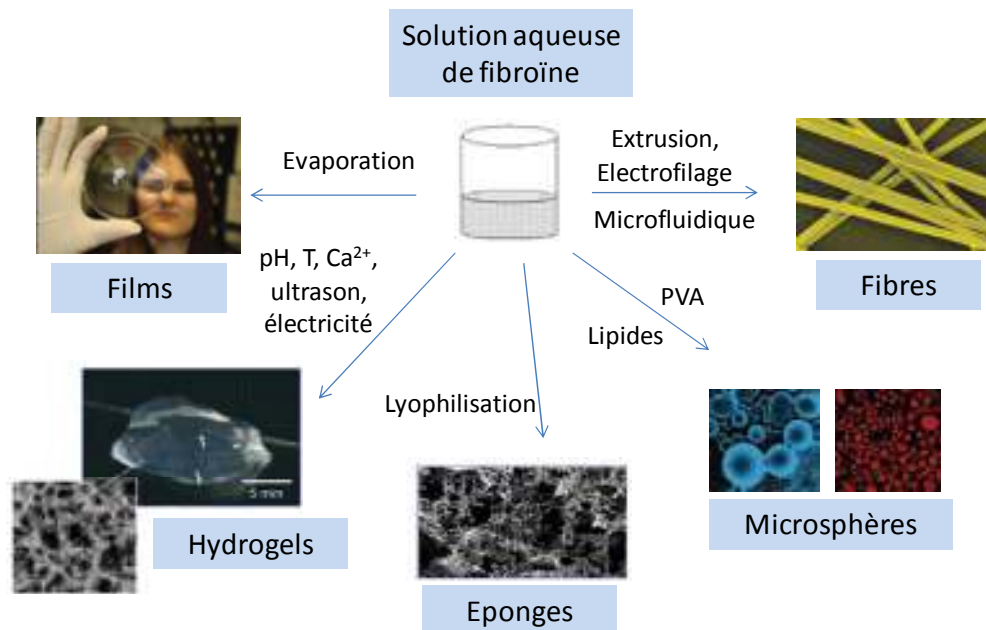 Solution aqueuse
de fibroïne
Evaporation
Extrusion,
Electrofilage
Microfluidique
Films
pH, T, Ca²⁺,
ultrason,
électricité
Fibres
PVA
Lipides
Lyophilisation
5 mm
Hydrogels
Microsphères
Eponges